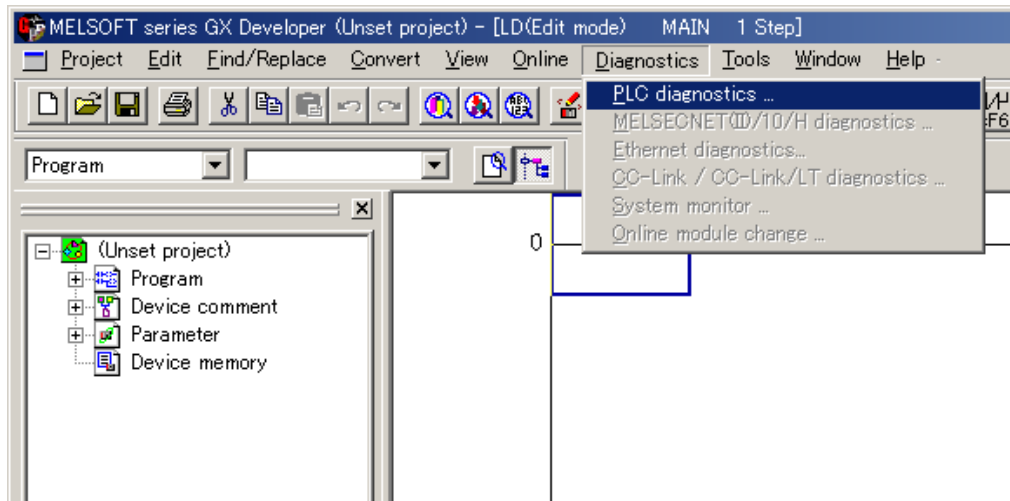 MELSOFT series GX Developer (Unset project) - [LD(Edit mode) MAIN 1 Step]
Project Edit Find/Replace Convert View Online Diagnostics Tools Window Help
PLC diagnostics ...
MELSECNET(II)/10/H diagnostics ...
Ethernet diagnostics...
CC-Link / CC-Link/LT diagnostics ...
System monitor ...
Online module change ...
F6
Program
0
(Unset project)
Program
Device comment
Parameter
Device memory